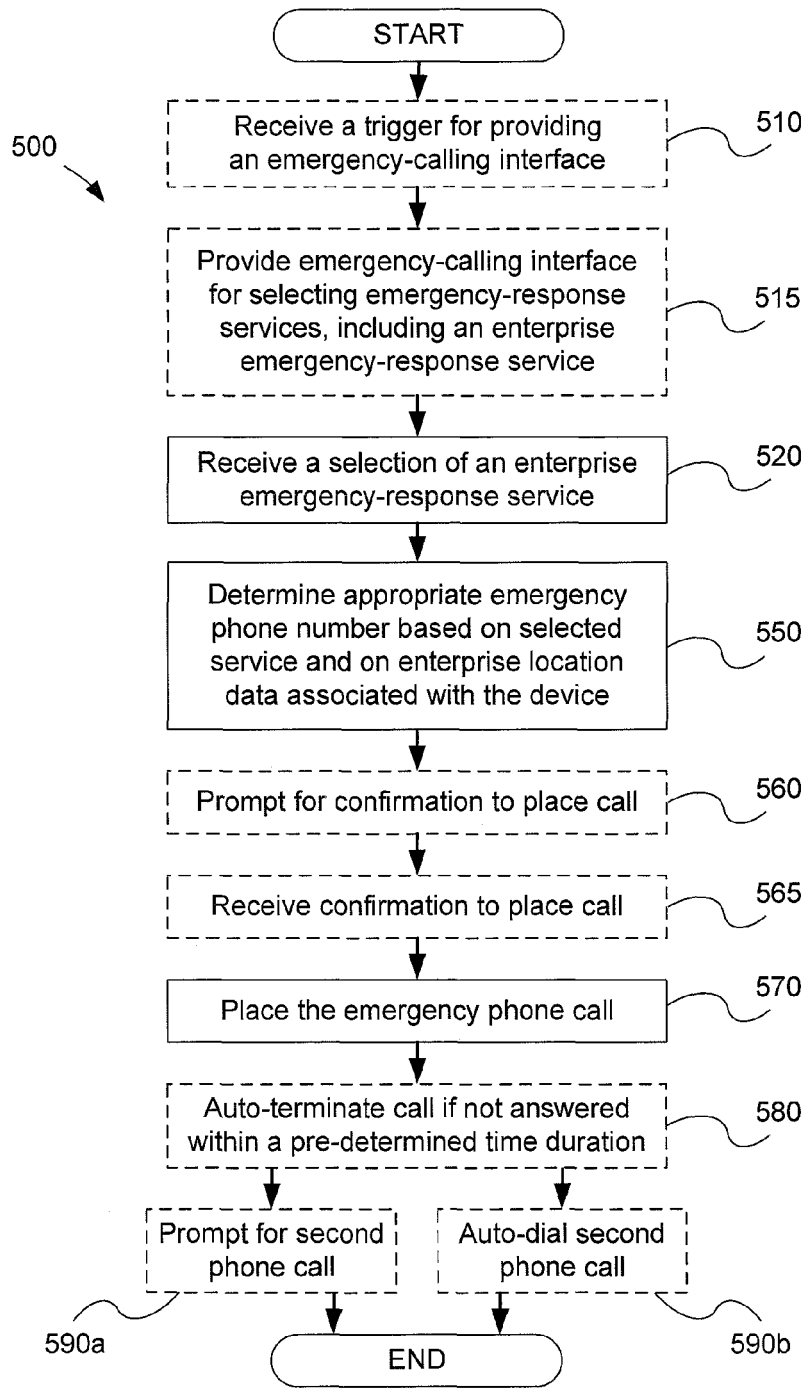 START
Receive a trigger for providing
an emergency-calling interface
510
500
Provide emergency-calling interface
for selecting emergency-response
services, including an enterprise
emergency-response service
515
Receive a selection of an enterprise
emergency-response service
520
Determine appropriate emergency
phone number based on selected
service and on enterprise location
data associated with the device
550
Prompt for confirmation to place call
560
Receive confirmation to place call
565
Place the emergency phone call
570
Auto-terminate call if not answered
within a pre-determined time duration
580
Prompt for second
phone call
Auto-dial second
phone call
590a
590b
END